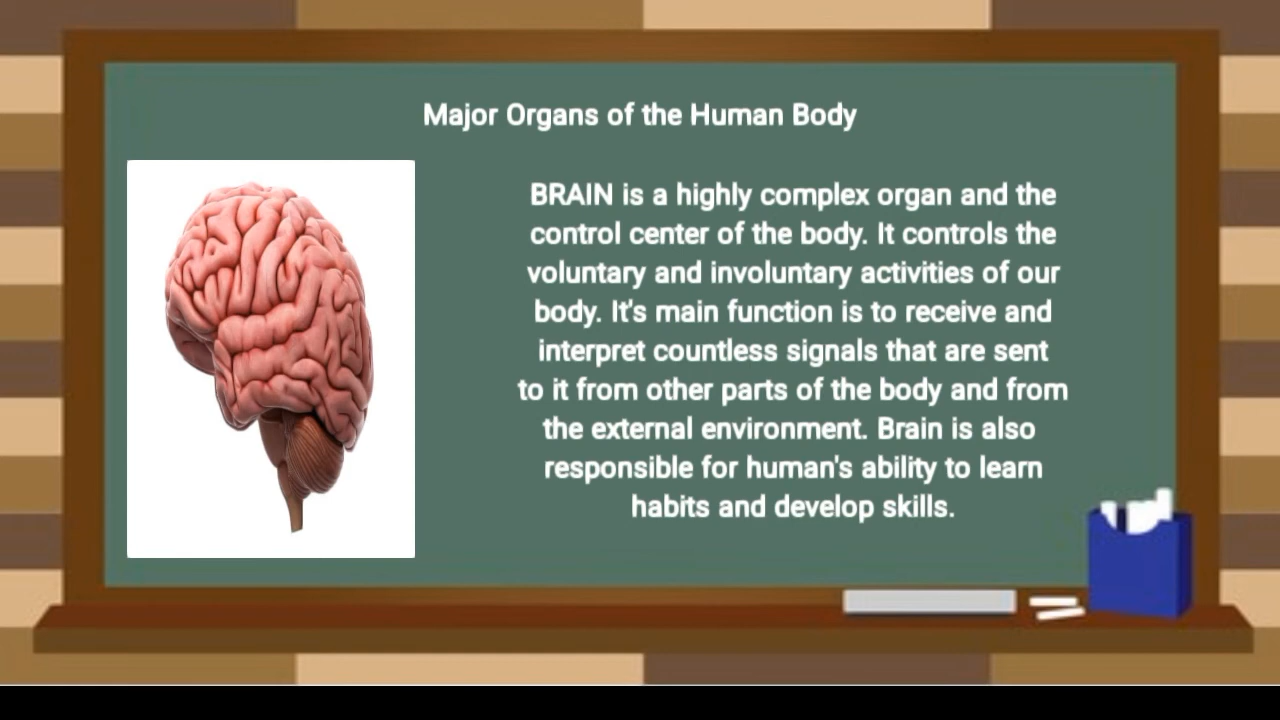 Major Organs of the Human Body
BRAIN is a highly complex organ and the
control center of the body. It controls the
voluntary and involuntary activities of our
body. It's main function is to receive and
interpret countless signals that are sent
to it from other parts of the body and from
the external environment. Brain is also
responsible for human's ability to learn
habits and develop skills.